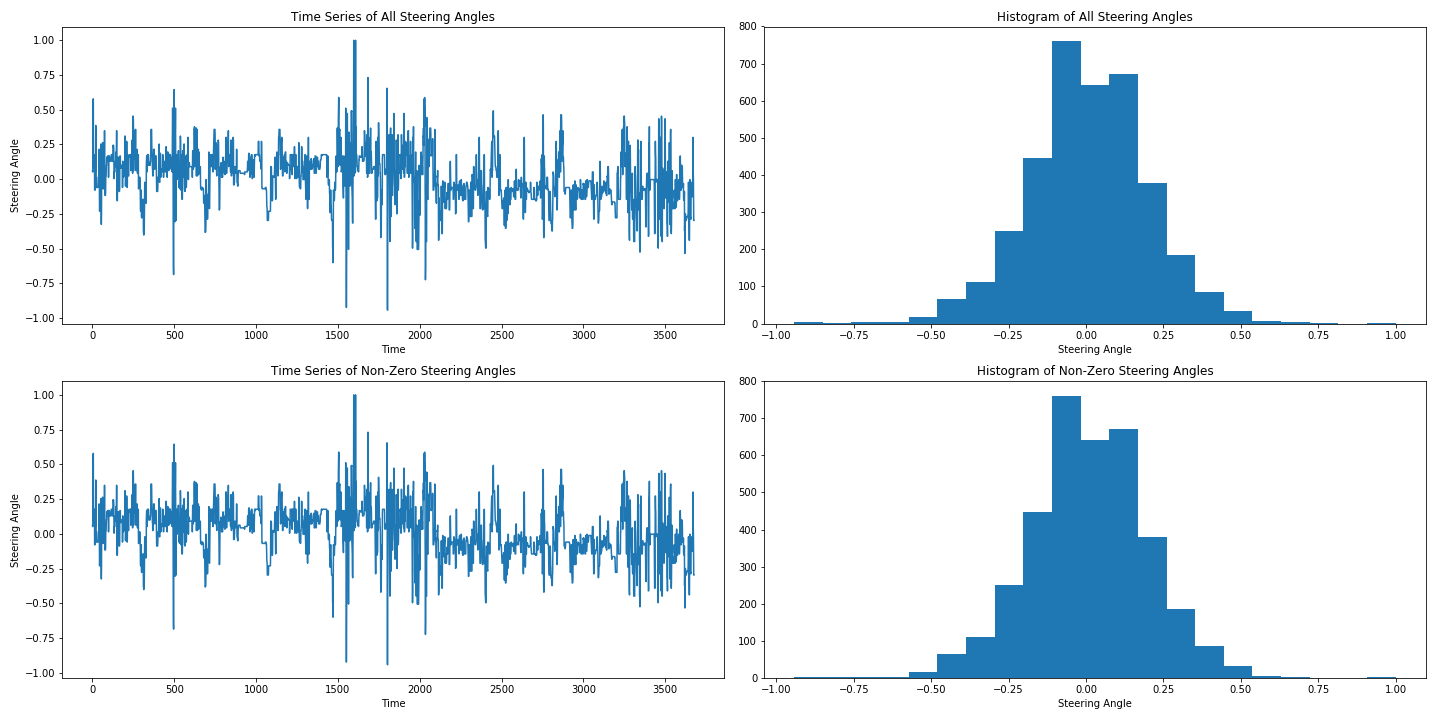 Time Series of All Steering Angles
1.00
0.75
0.50
0.25
0.00
−0.25
−0.50
−0.75
−1.00
Steering Angle
0 500 1000 1500 2000 2500 3000 3500
Time
Histogram of All Steering Angles
800
700
600
500
400
300
200
100
0
−1.00 −0.75 −0.50 −0.25 0.00 0.25 0.50 0.75 1.00
Steering Angle
Time Series of Non-Zero Steering Angles
1.00
0.75
0.50
0.25
0.00
−0.25
−0.50
−0.75
−1.00
Steering Angle
0 500 1000 1500 2000 2500 3000 3500
Time
Histogram of Non-Zero Steering Angles
800
700
600
500
400
300
200
100
0
−1.00 −0.75 −0.50 −0.25 0.00 0.25 0.50 0.75 1.00
Steering Angle